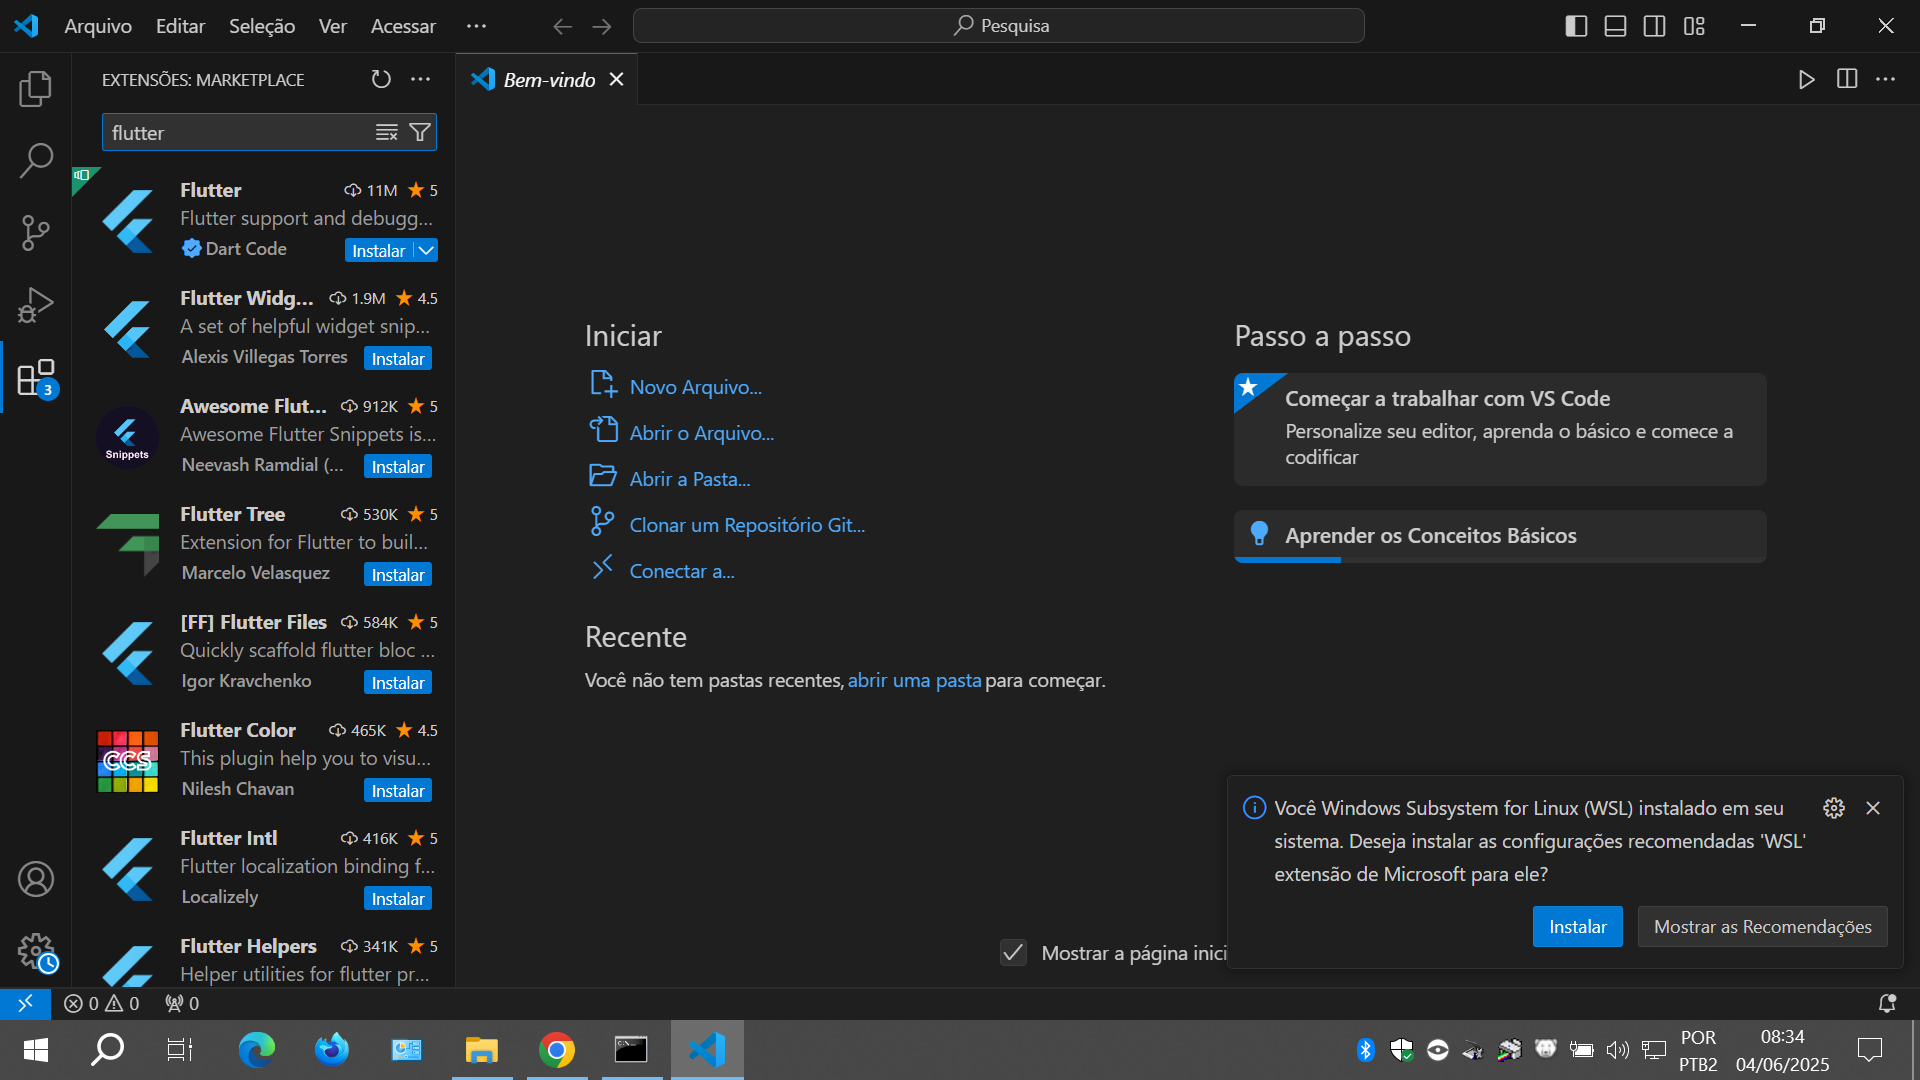 Arquivo Editar Seleção Ver Acessar ···
Pesquisa
EXTENSÕES: MARKETPLACE
Bem-vindo
flutter
Flutter 11M 5
Flutter support and debugg...
Dart Code Instalar
Flutter Widg... 1.9M 4.5
A set of helpful widget snip...
Alexis Villegas Torres Instalar
Awesome Flut... 912K 5
Awesome Flutter Snippets is...
Snippets
Neevash Ramdial (... Instalar
Flutter Tree 530K 5
Extension for Flutter to buil...
Marcelo Velasquez Instalar
[FF] Flutter Files 584K 5
Quickly scaffold flutter bloc ...
Igor Kravchenko Instalar
Flutter Color 465K 4.5
This plugin help you to visu...
CCS
Nilesh Chavan Instalar
Flutter Intl 416K 5
Flutter localization binding f...
Localizely Instalar
Flutter Helpers 341K 5
Helper utilities for flutter pr...
3
Iniciar
Novo Arquivo...
Abrir o Arquivo...
Abrir a Pasta...
Clonar um Repositório Git...
Conectar a...
Recente
Você não tem pastas recentes, abrir uma pasta para começar.
Passo a passo
Começar a trabalhar com VS Code
Personalize seu editor, aprenda o básico e comece a
codificar
Aprender os Conceitos Básicos
Mostrar a página inici
Você Windows Subsystem for Linux (WSL) instalado em seu
sistema. Deseja instalar as configurações recomendadas 'WSL'
extensão de Microsoft para ele?
Instalar Mostrar as Recomendações
0 0 0
POR
PTB2
08:34
04/06/2025